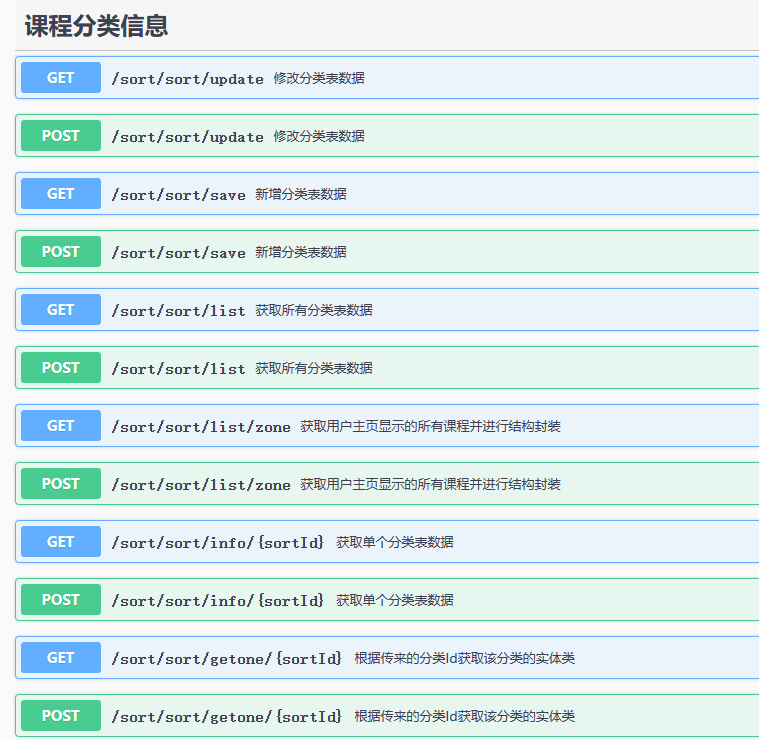 课程分类信息
GET /sort/sort/update 修改分类表数据
POST /sort/sort/update 修改分类表数据
GET /sort/sort/save 新增分类表数据
POST /sort/sort/save 新增分类表数据
GET /sort/sort/list 获取所有分类表数据
POST /sort/sort/list 获取所有分类表数据
GET /sort/sort/list/zone 获取用户主页显示的所有课程并进行结构封装
POST /sort/sort/list/zone 获取用户主页显示的所有课程并进行结构封装
GET /sort/sort/info/{sortId} 获取单个分类表数据
POST /sort/sort/info/{sortId} 获取单个分类表数据
GET /sort/sort/getone/{sortId} 根据传来的分类Id获取该分类的实体类
POST /sort/sort/getone/{sortId} 根据传来的分类Id获取该分类的实体类